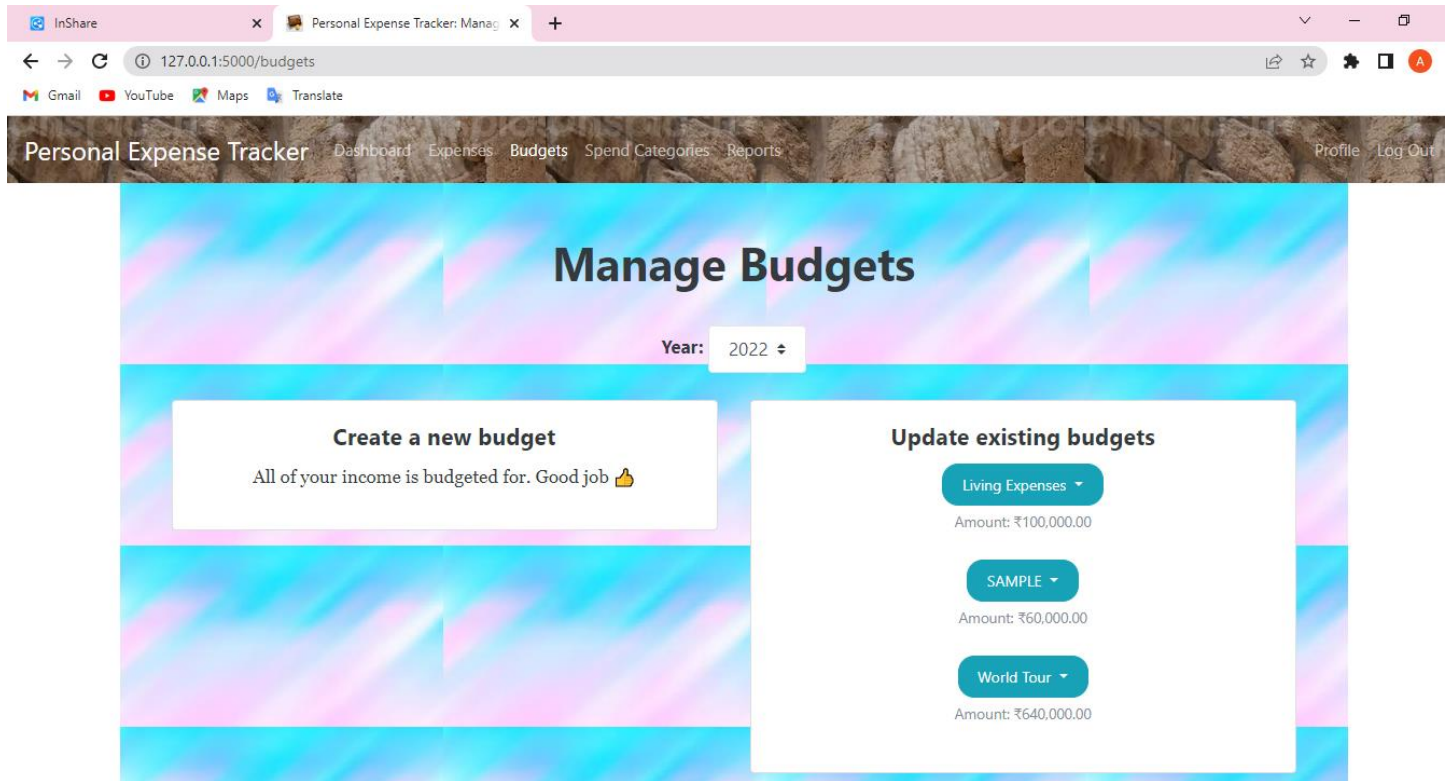 InShare
Personal Expense Tracker: Manag
127.0.0.1:5000/budgets
A
Gmail YouTube Maps Translate
Personal Expense Tracker Dashboard Expenses Budgets Spend Categories Reports Profile Log Out
Manage Budgets
Year: 2022
Create a new budget
All of your income is budgeted for. Good job 👍
Update existing budgets
Living Expenses
Amount: ₹100,000.00
SAMPLE
Amount: ₹60,000.00
World Tour
Amount: ₹640,000.00